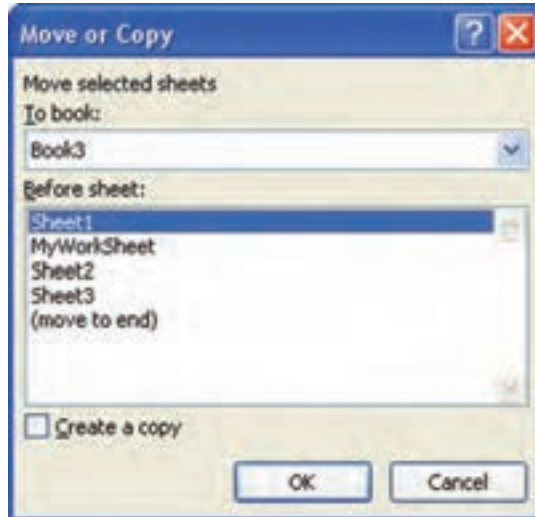 Move or Copy
Move selected sheets
To book:
Book3
Before sheet:
Sheet1
MyWorkSheet
Sheet2
Sheet3
(move to end)
Create a copy
OK Cancel